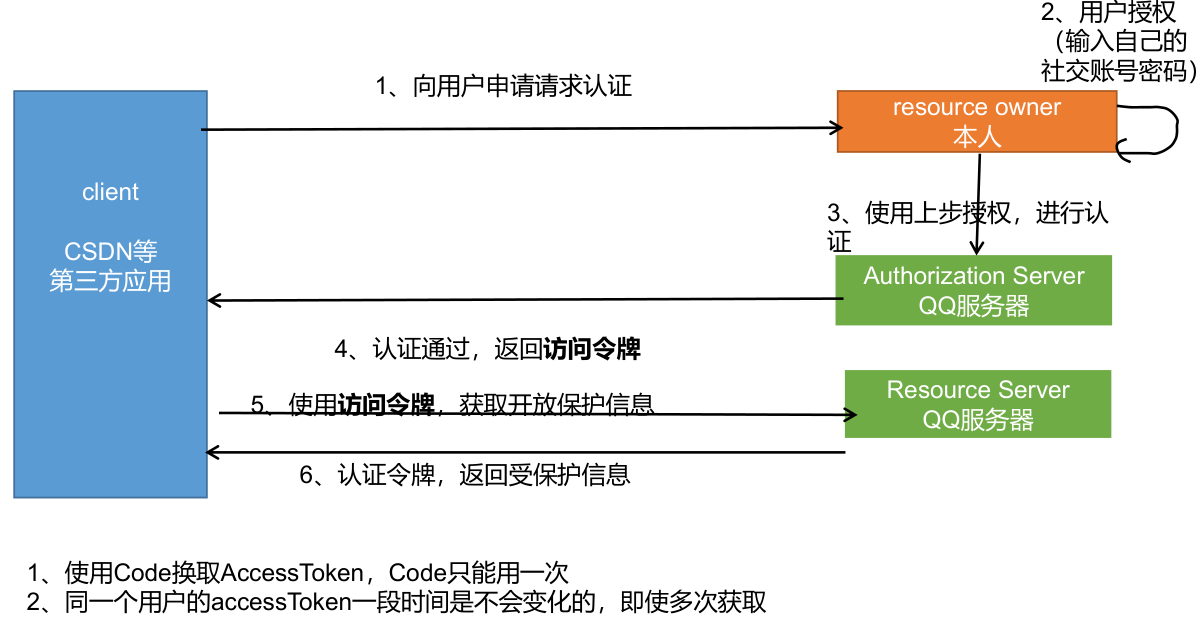 2、用户授权
（输入自己的
社交账号密码）
1、向用户申请请求认证
resource owner
本人
client
CSDN等
第三方应用
3、使用上步授权，进行认
证
Authorization Server
QQ服务器
4、认证通过，返回访问令牌
5、使用访问令牌，获取开放保护信息
Resource Server
QQ服务器
6、认证令牌，返回受保护信息
1、使用Code换取AccessToken，Code只能用一次
2、同一个用户的accessToken一段时间是不会变化的，即使多次获取